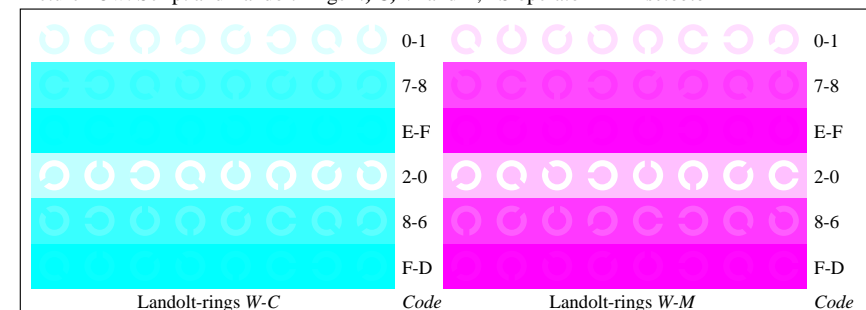 0-1 0-1
7-8 7-8
E-F E-F
2-0 2-0
8-6 8-6
F-D F-D
Landolt-rings W-C Code Landolt-rings W-M Code